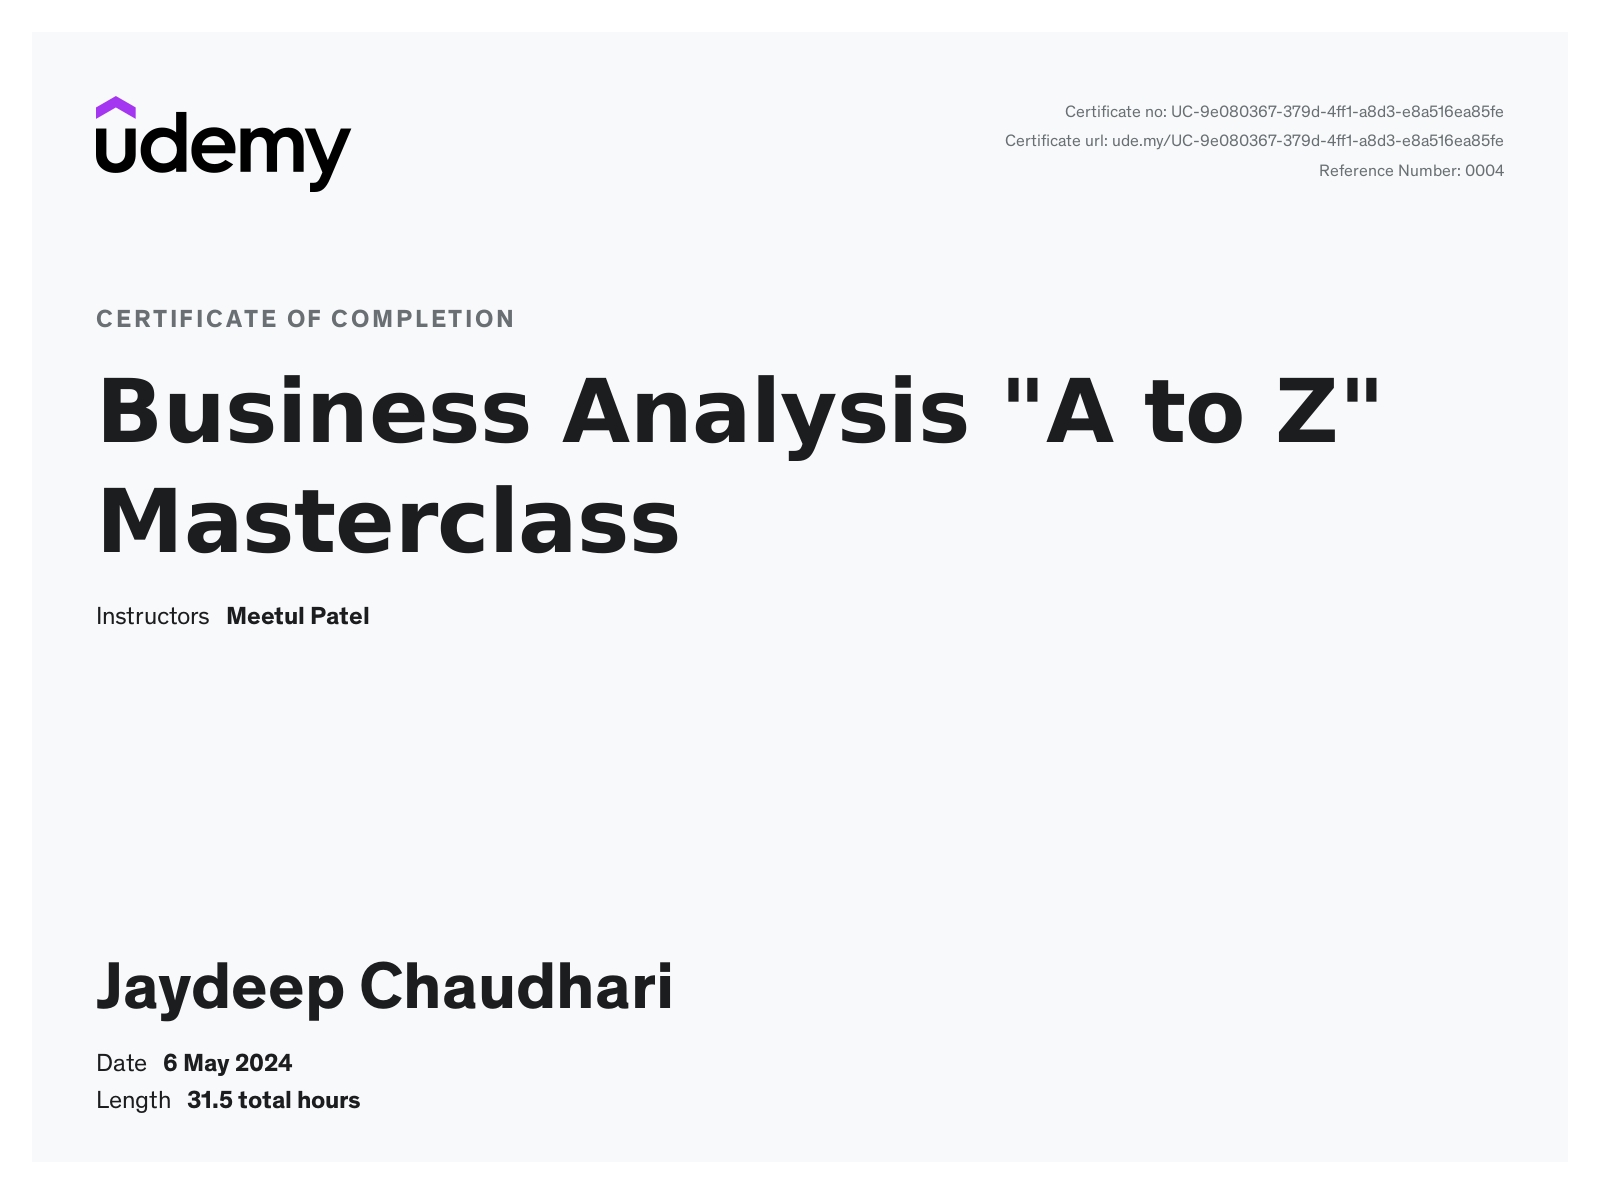 udemy
Certificate no: UC-9e080367-379d-4ff1-a8d3-e8a516ea85fe
Certificate url: ude.my/UC-9e080367-379d-4ff1-a8d3-e8a516ea85fe
Reference Number: 0004
CERTIFICATE OF COMPLETION
Business Analysis "A to Z"
Masterclass
Instructors Meetul Patel
Jaydeep Chaudhari
Date 6 May 2024
Length 31.5 total hours